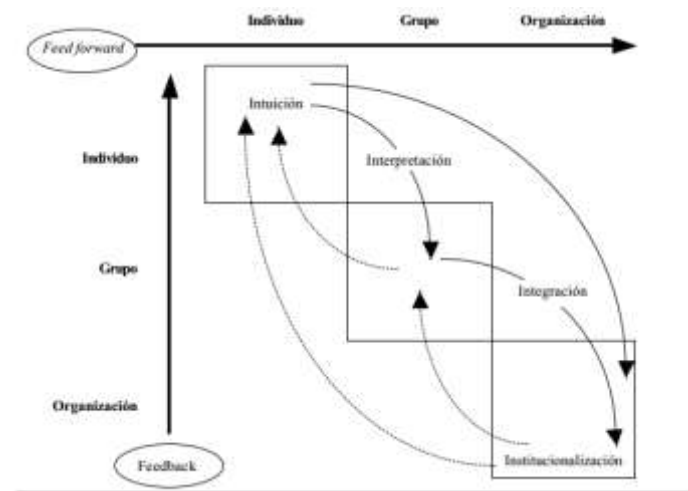 Individuo Grupo Organización
Feed forward
Intuición
Individuo
Interpretación
Grupo
Integración
Organización
Feedback
Institucionalización